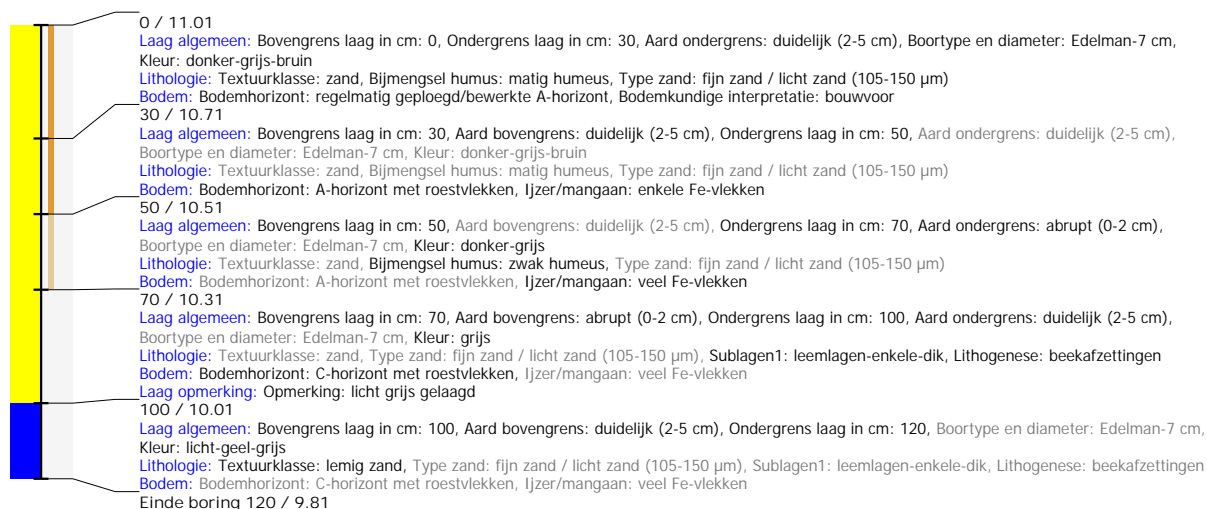 0 / 11.01
Laag algemeen: Bovengrens laag in cm: 0, Ondergrens laag in cm: 30, Aard ondergrens: duidelijk (2-5 cm), Boortype en diameter: Edelman-7 cm,
Kleur: donker-grijs-bruin
Lithologie: Textuurklasse: zand, Bijmengsel humus: matig humeus, Type zand: fijn zand / licht zand (105-150 µm)
Bodem: Bodemhorizont: regelmatig geploegd/bewerkte A-horizont, Bodemkundige interpretatie: bouwvoor
30 / 10.71
Laag algemeen: Bovengrens laag in cm: 30, Aard bovengrens: duidelijk (2-5 cm), Ondergrens laag in cm: 50, Aard ondergrens: duidelijk (2-5 cm),
Boortype en diameter: Edelman-7 cm, Kleur: donker-grijs-bruin
Lithologie: Textuurklasse: zand, Bijmengsel humus: matig humeus, Type zand: fijn zand / licht zand (105-150 µm)
Bodem: Bodemhorizont: A-horizont met roestvlekken, Ijzer/mangaan: enkele Fe-vlekken
50 / 10.51
Laag algemeen: Bovengrens laag in cm: 50, Aard bovengrens: duidelijk (2-5 cm), Ondergrens laag in cm: 70, Aard ondergrens: abrupt (0-2 cm),
Boortype en diameter: Edelman-7 cm, Kleur: donker-grijs
Lithologie: Textuurklasse: zand, Bijmengsel humus: zwak humeus, Type zand: fijn zand / licht zand (105-150 µm)
Bodem: Bodemhorizont: A-horizont met roestvlekken, Ijzer/mangaan: veel Fe-vlekken
70 / 10.31
Laag algemeen: Bovengrens laag in cm: 70, Aard bovengrens: abrupt (0-2 cm), Ondergrens laag in cm: 100, Aard ondergrens: duidelijk (2-5 cm),
Boortype en diameter: Edelman-7 cm, Kleur: grijs
Lithologie: Textuurklasse: zand, Type zand: fijn zand / licht zand (105-150 µm), Sublagen1: leemlagen-enkele-dik, Lithogenese: beekafzettingen
Bodem: Bodemhorizont: C-horizont met roestvlekken, Ijzer/mangaan: veel Fe-vlekken
Laag opmerking: Opmerking: licht grijs gelaagd
100 / 10.01
Laag algemeen: Bovengrens laag in cm: 100, Aard bovengrens: duidelijk (2-5 cm), Ondergrens laag in cm: 120, Boortype en diameter: Edelman-7 cm,
Kleur: licht-geel-grijs
Lithologie: Textuurklasse: lemig zand, Type zand: fijn zand / licht zand (105-150 µm), Sublagen1: leemlagen-enkele-dik, Lithogenese: beekafzettingen
Bodem: Bodemhorizont: C-horizont met roestvlekken, Ijzer/mangaan: veel Fe-vlekken
Einde boring 120 / 9.81